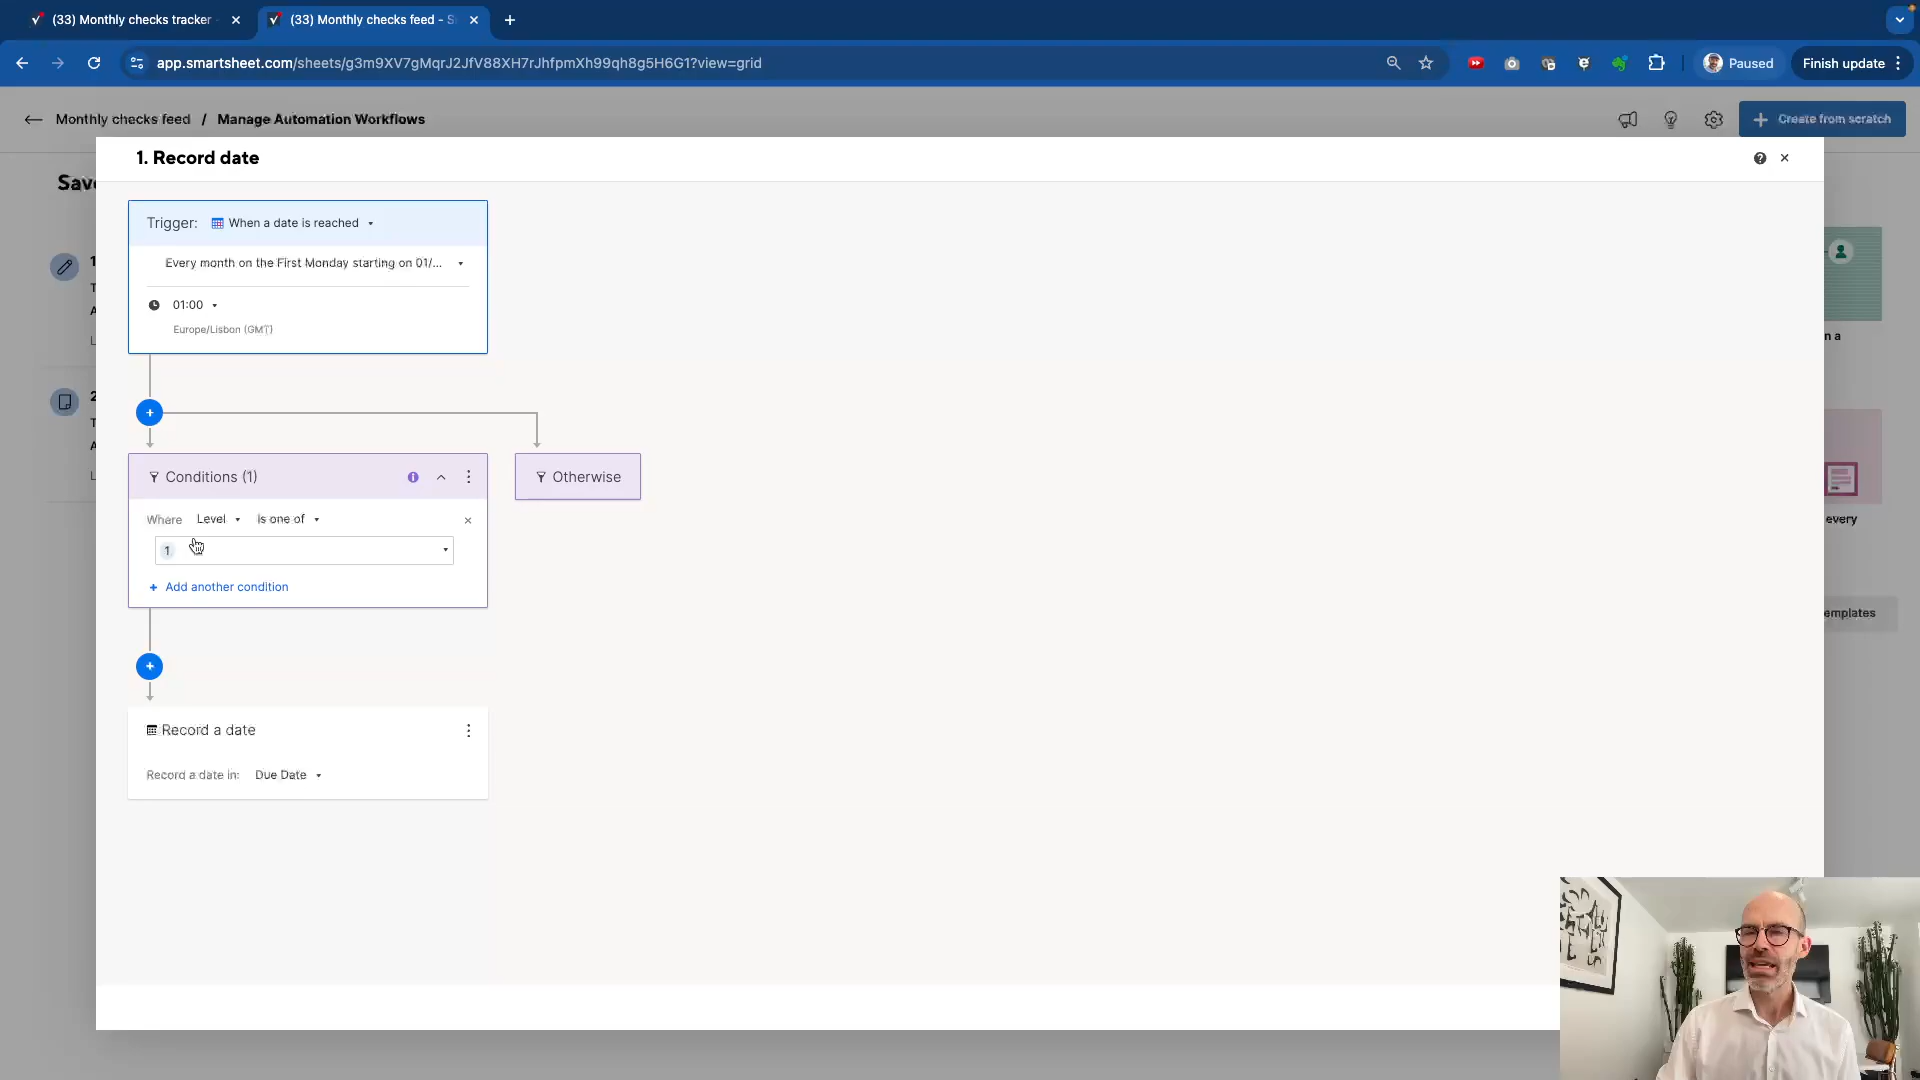 (33) Monthly checks tracker
(33) Monthly checks feed - S
app.smartsheet.com/sheets/g3m9XV7gMqrJ2JfV88XH7rJhfpmXh99qh8g5H6G1?view=grid
Paused
Finish update
Monthly checks feed / Manage Automation Workflows
Create from scratch
1. Record date
Sav
Trigger: When a date is reached
Every month on the First Monday starting on 01/...
01:00
Europe/Lisbon (GMT)
n a
Conditions (1)
Otherwise
Where Level is one of
1
Add another condition
every
emplates
Record a date
Record a date in: Due Date